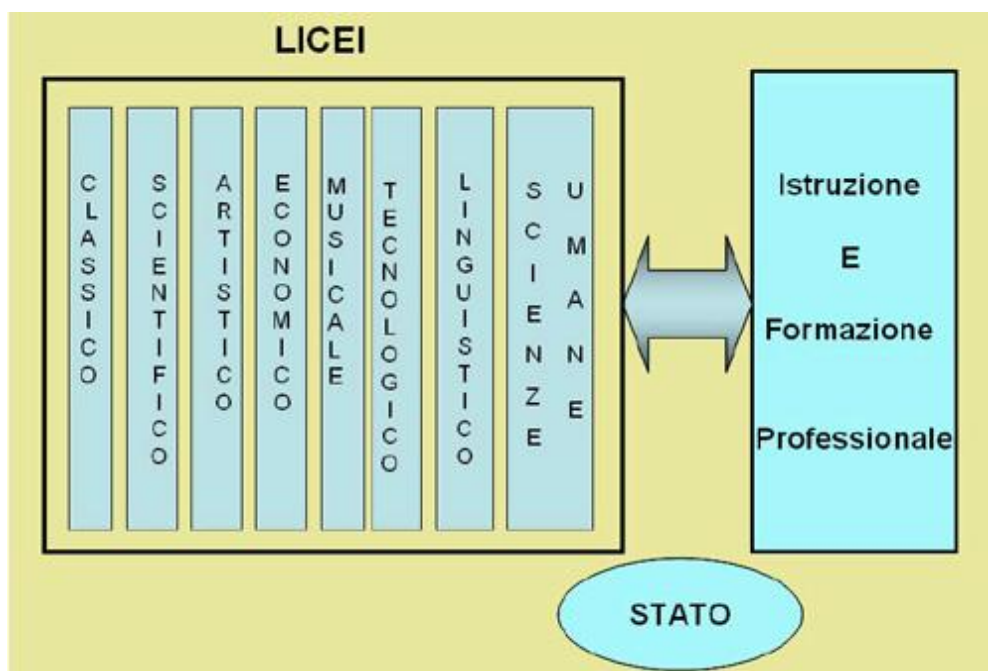 LICEI
CLASSICO
SCIENTIFICO
ARTISTICO
ECONOMICO
MUSICALE
TECNOLOGICO
LINGUISTICO
SCIENZE
UMANE
Istruzione
E
Formazione
Professionale
STATO